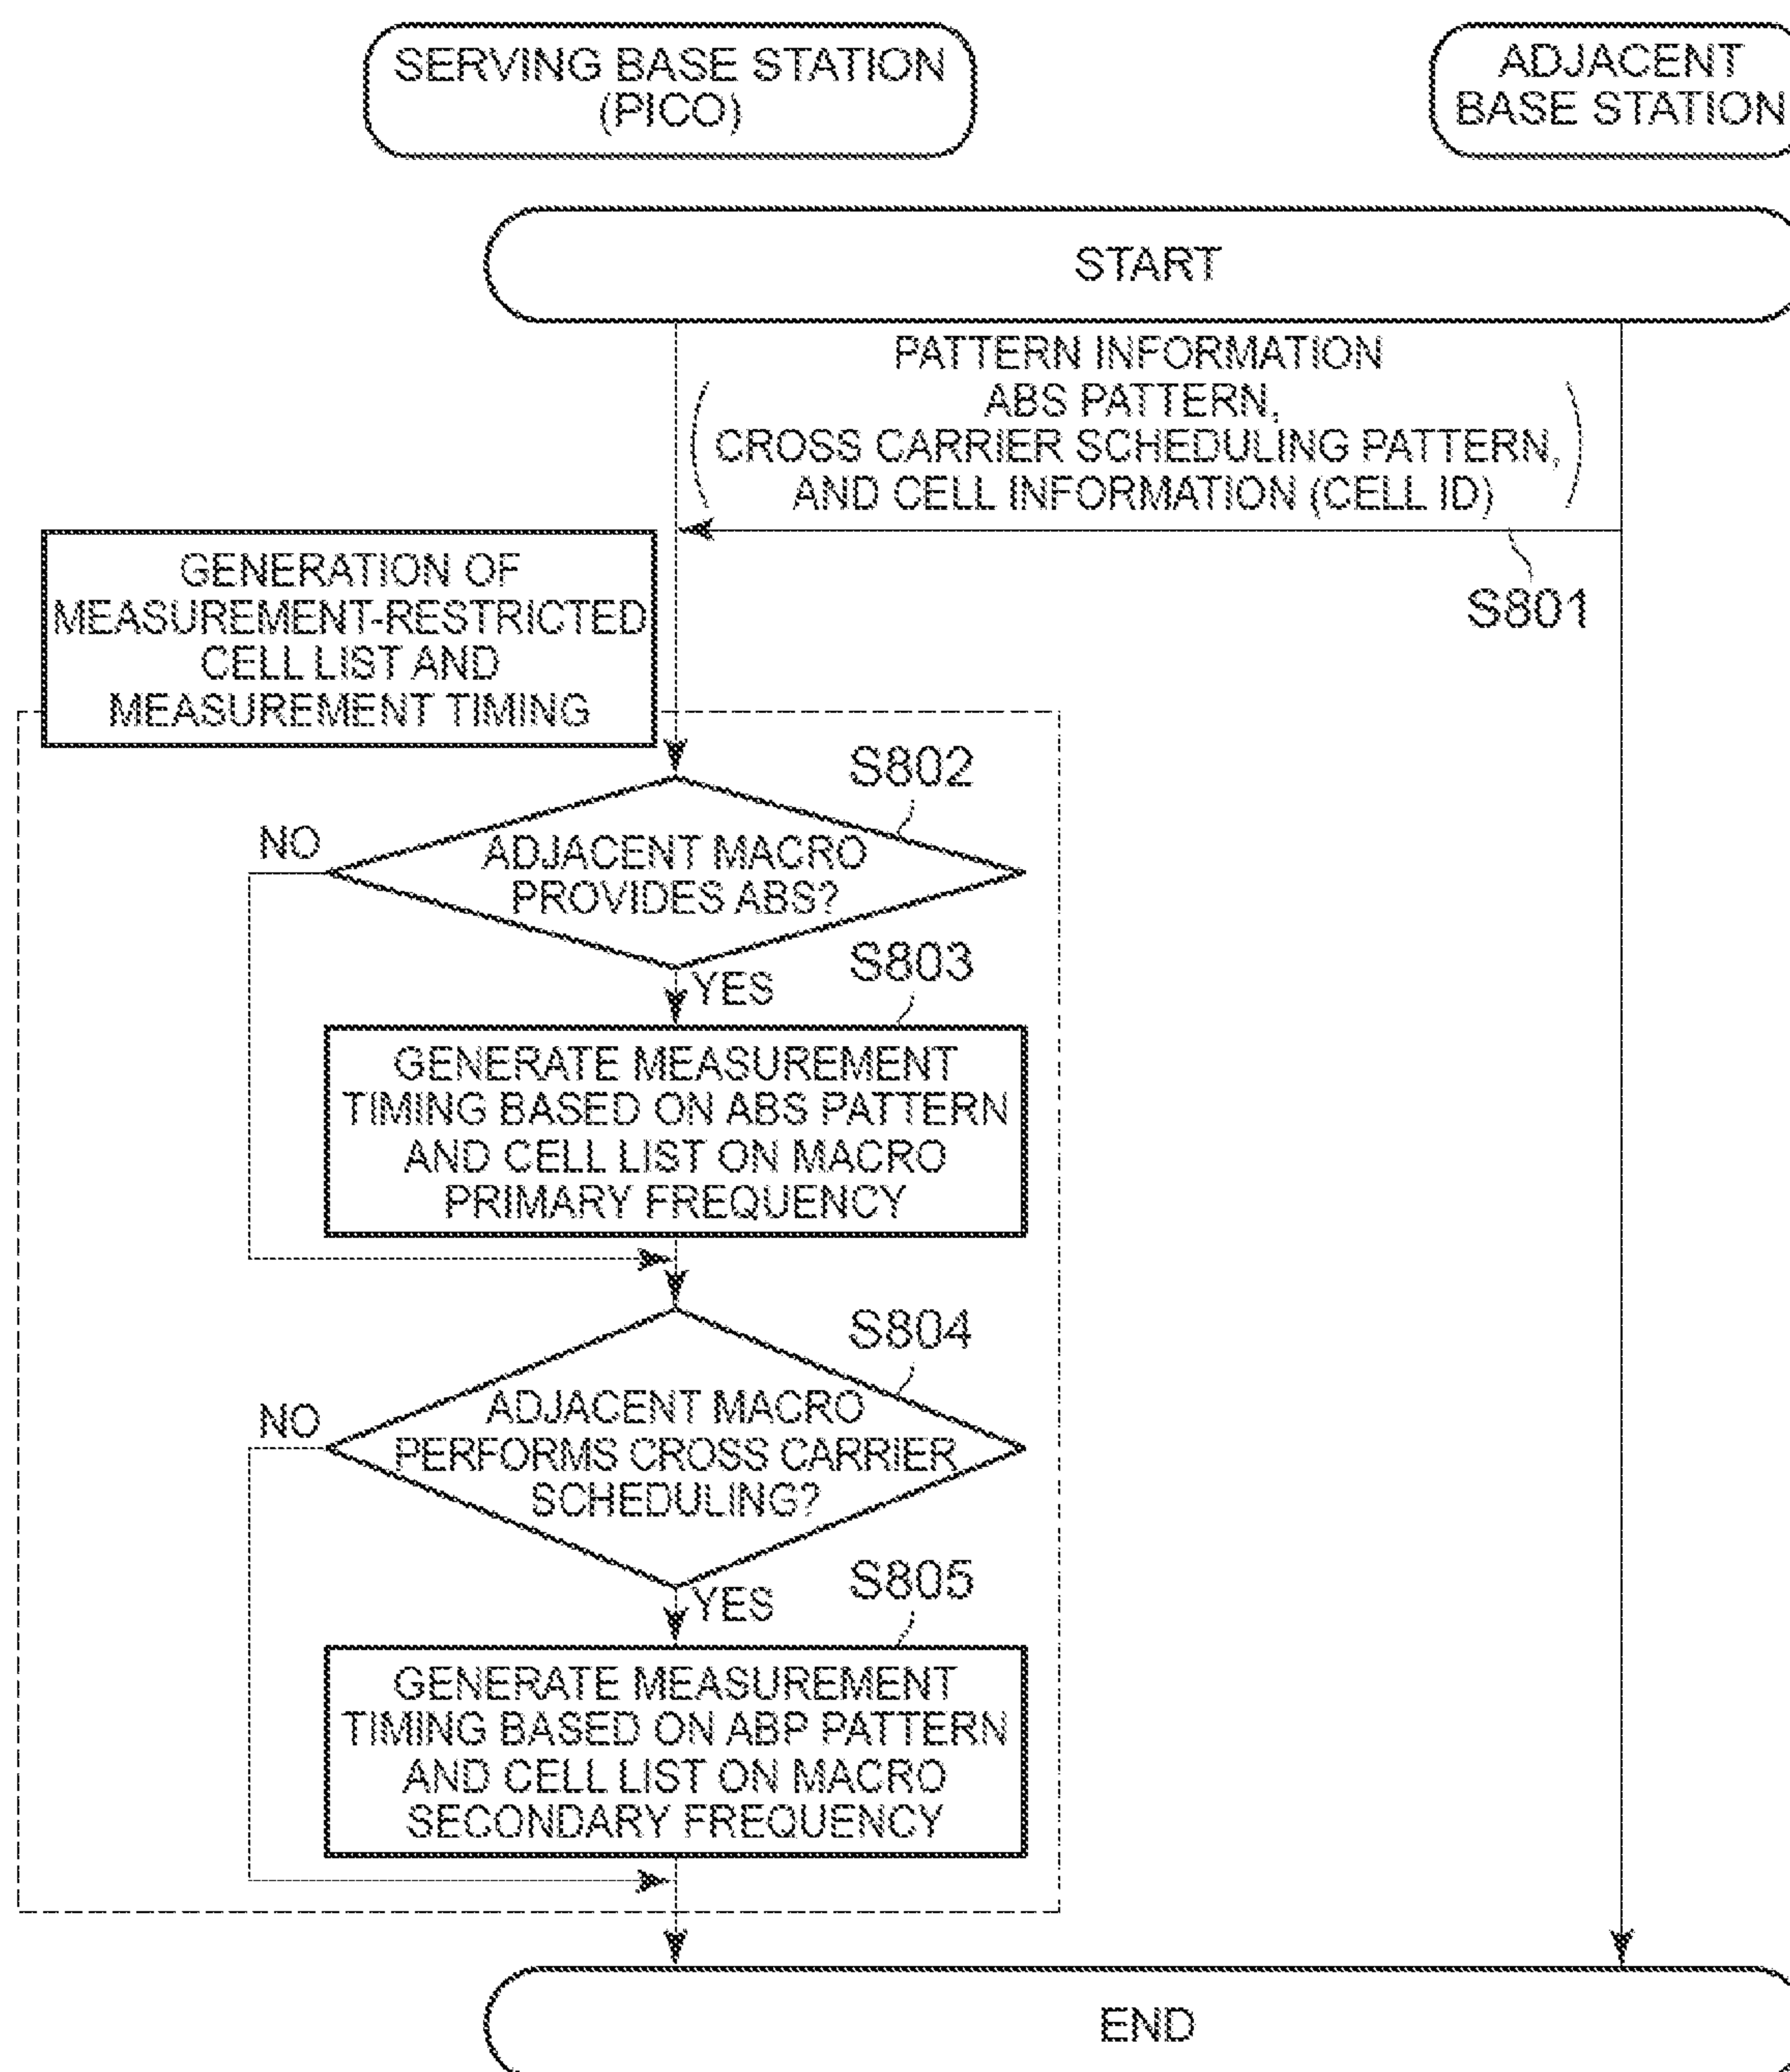 SERVING BASE STATION
(PICO)
ADJACENT
BASE STATION
START
PATTERN INFORMATION
ABS PATTERN,
CROSS CARRIER SCHEDULING PATTERN,
AND CELL INFORMATION (CELL ID)
S801
GENERATION OF
MEASUREMENT-RESTRICTED
CELL LIST AND
MEASUREMENT TIMING
S802
NO
ADJACENT MACRO
PROVIDES ABS?
YES
S803
GENERATE MEASUREMENT
TIMING BASED ON ABS PATTERN
AND CELL LIST ON MACRO
PRIMARY FREQUENCY
S804
NO
ADJACENT MACRO
PERFORMS CROSS CARRIER
SCHEDULING?
YES
S805
GENERATE MEASUREMENT
TIMING BASED ON ABP PATTERN
AND CELL LIST ON MACRO
SECONDARY FREQUENCY
END